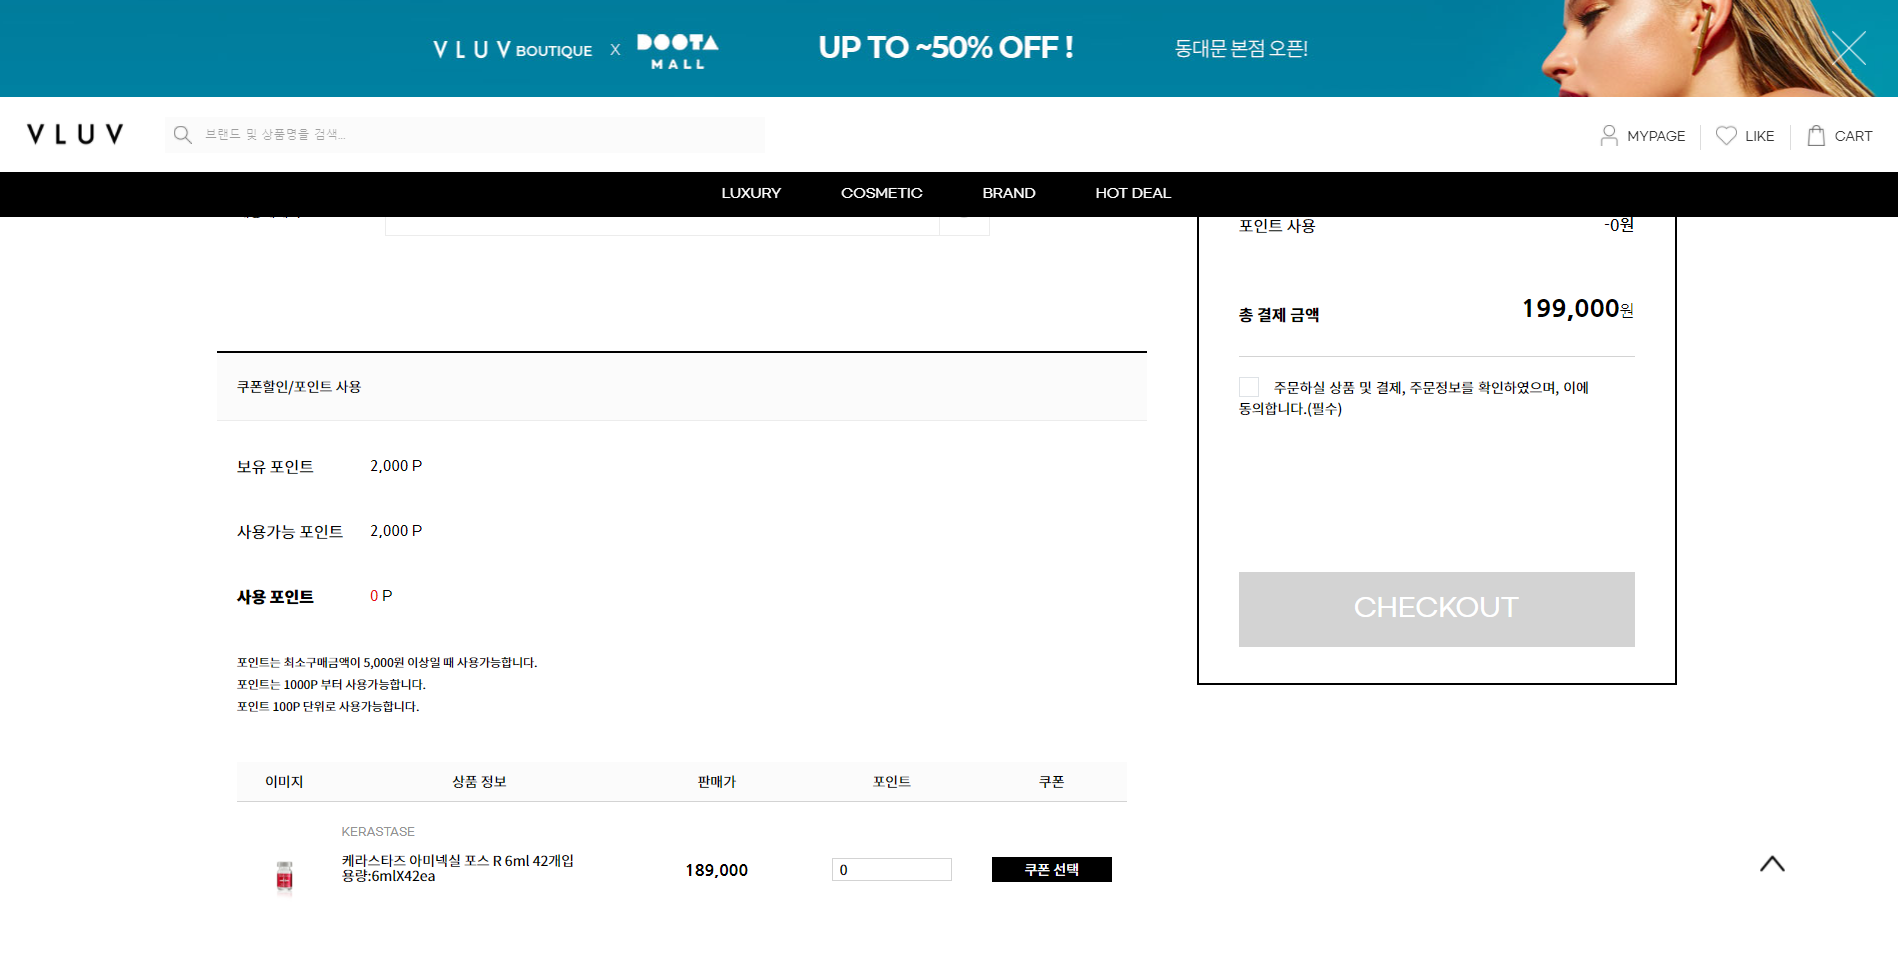 VLUV BOUTIQUE X DOOTA MALL
UP TO ~50% OFF !
동대문 본점 오픈!
VLUV
브랜드 및 상품명을 검색...
MYPAGE
LIKE
CART
LUXURY
COSMETIC
BRAND
HOT DEAL
포인트 사용
-0원
총 결제 금액
199,000원
주문하실 상품 및 결제, 주문정보를 확인하였으며, 이에
동의합니다.(필수)
CHECKOUT
쿠폰할인/포인트 사용
보유 포인트
2,000 P
사용가능 포인트
2,000 P
사용 포인트
0 P
포인트는 최소구매금액이 5,000원 이상일 때 사용가능합니다.
포인트는 1000P 부터 사용가능합니다.
포인트 100P 단위로 사용가능합니다.
이미지
상품 정보
판매가
포인트
쿠폰
KERASTASE
케라스타즈 아미넥실 포스 R 6ml 42개입
용량:6mlX42ea
189,000
0
쿠폰 선택